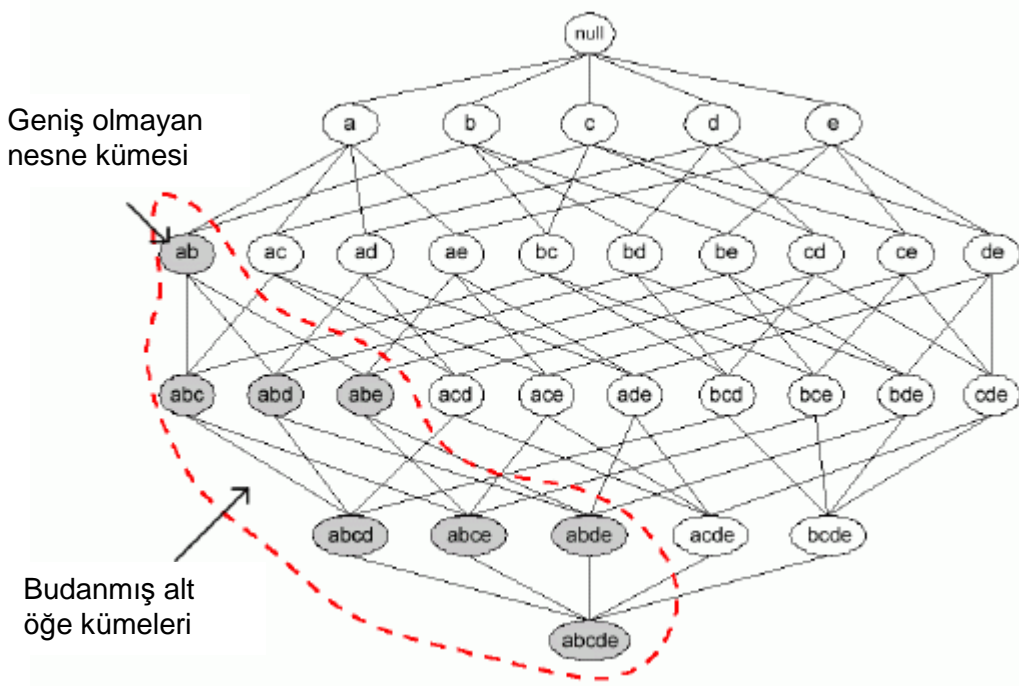 null
a b c d e
Geniş olmayan
nesne kümesi
ab ac ad ae bc bd be cd ce de
abc abd abe acd ace ade bcd bce bde cde
abcd abce abde acde bcde
Budanmış alt
öğe kümeleri
abcde